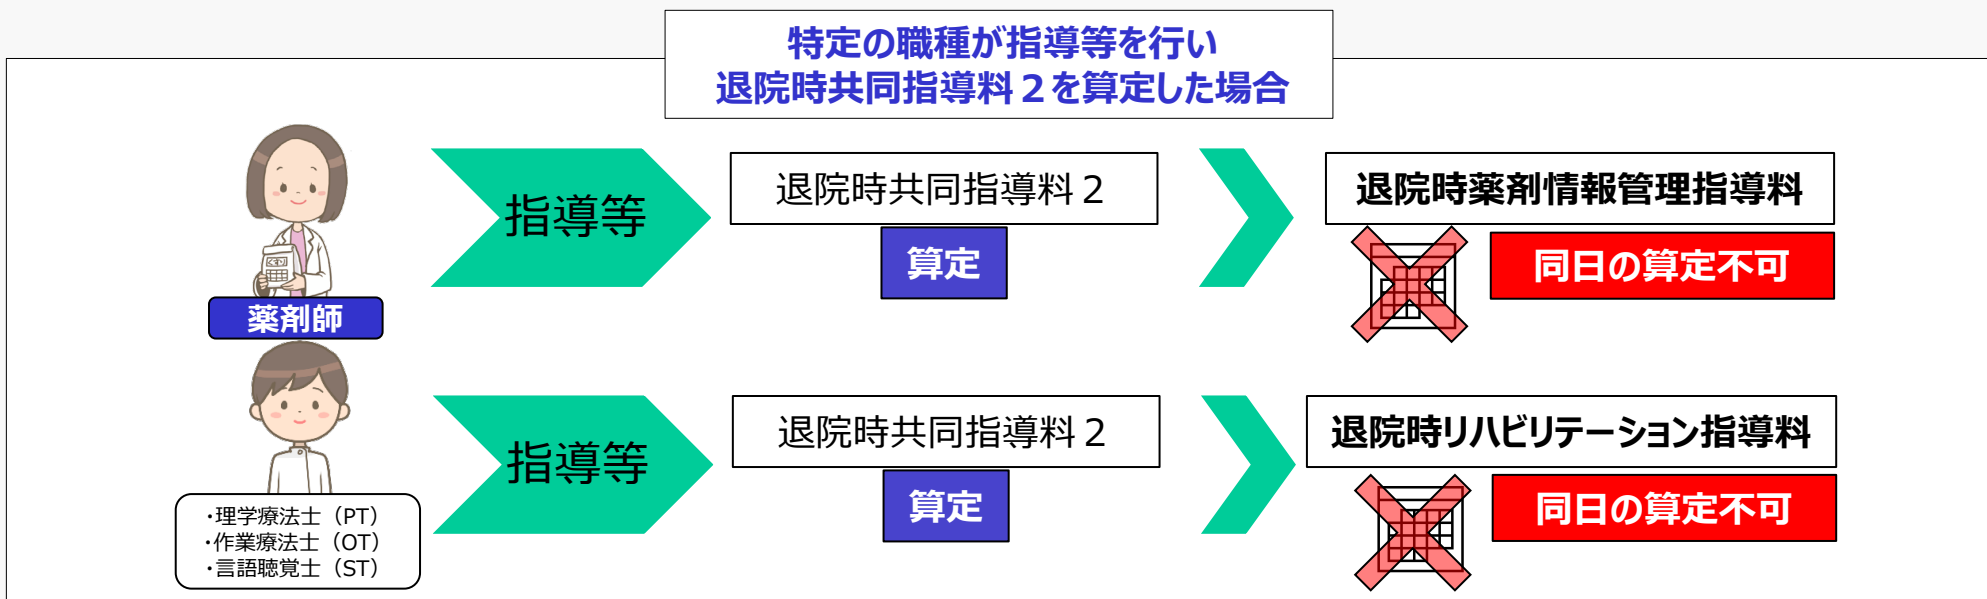 特定の職種が指導等を行い
退院時共同指導料２を算定した場合
指導等
退院時共同指導料２
算定
退院時薬剤情報管理指導料
同日の算定不可
くすり
薬剤師
指導等
退院時共同指導料２
算定
退院時リハビリテーション指導料
同日の算定不可
・理学療法士（PT）
・作業療法士（OT）
・言語聴覚士（ST）